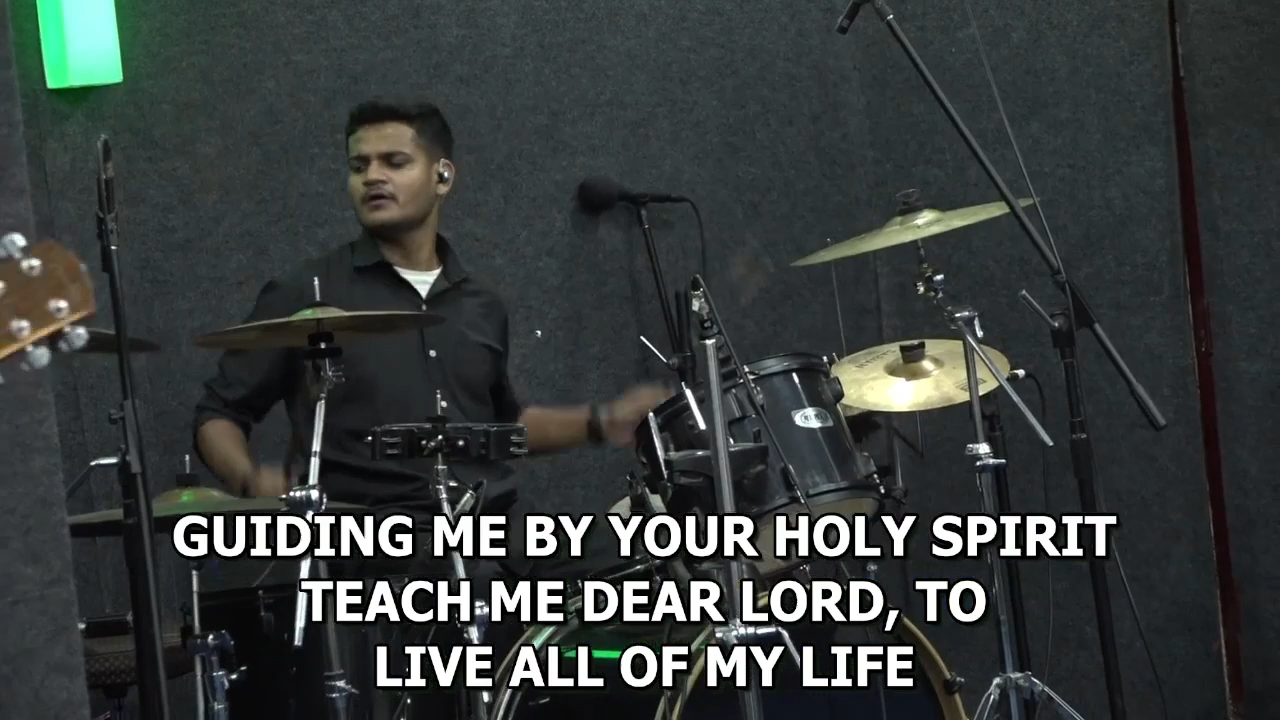 GUIDING ME BY YOUR HOLY SPIRIT
TEACH ME DEAR LORD, TO
LIVE ALL OF MY LIFE